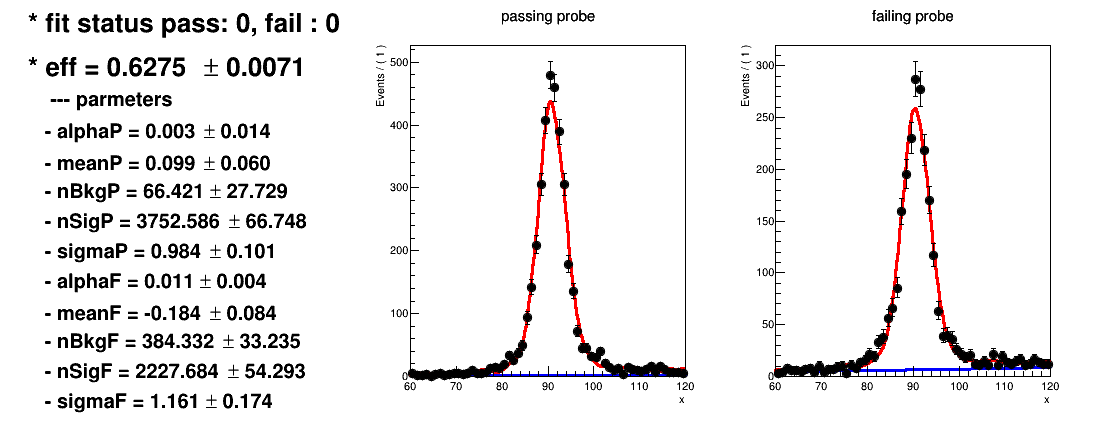 * fit status pass: 0, fail : 0
* eff = 0.6275 ± 0.0071
--- parmeters
- alphaP = 0.003 ± 0.014
- meanP = 0.099 ± 0.060
- nBkgP = 66.421 ± 27.729
- nSigP = 3752.586 ± 66.748
- sigmaP = 0.984 ± 0.101
- alphaF = 0.011 ± 0.004
- meanF = -0.184 ± 0.084
- nBkgF = 384.332 ± 33.235
- nSigF = 2227.684 ± 54.293
- sigmaF = 1.161 ± 0.174
passing probe
Events / ( 1 )
500
400
300
200
100
0
60 70 80 90 100 110 120
x
failing probe
Events / ( 1 )
300
250
200
150
100
50
0
60 70 80 90 100 110 120
x